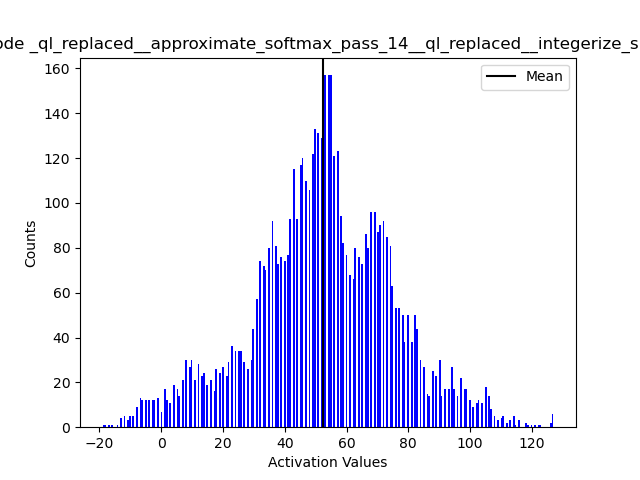 ode _ql_replaced__approximate_softmax_pass_14__ql_replaced__integerize_s
Mean
160
140
120
100
80
60
40
20
0
Counts
−20 0 20 40 60 80 100 120
Activation Values